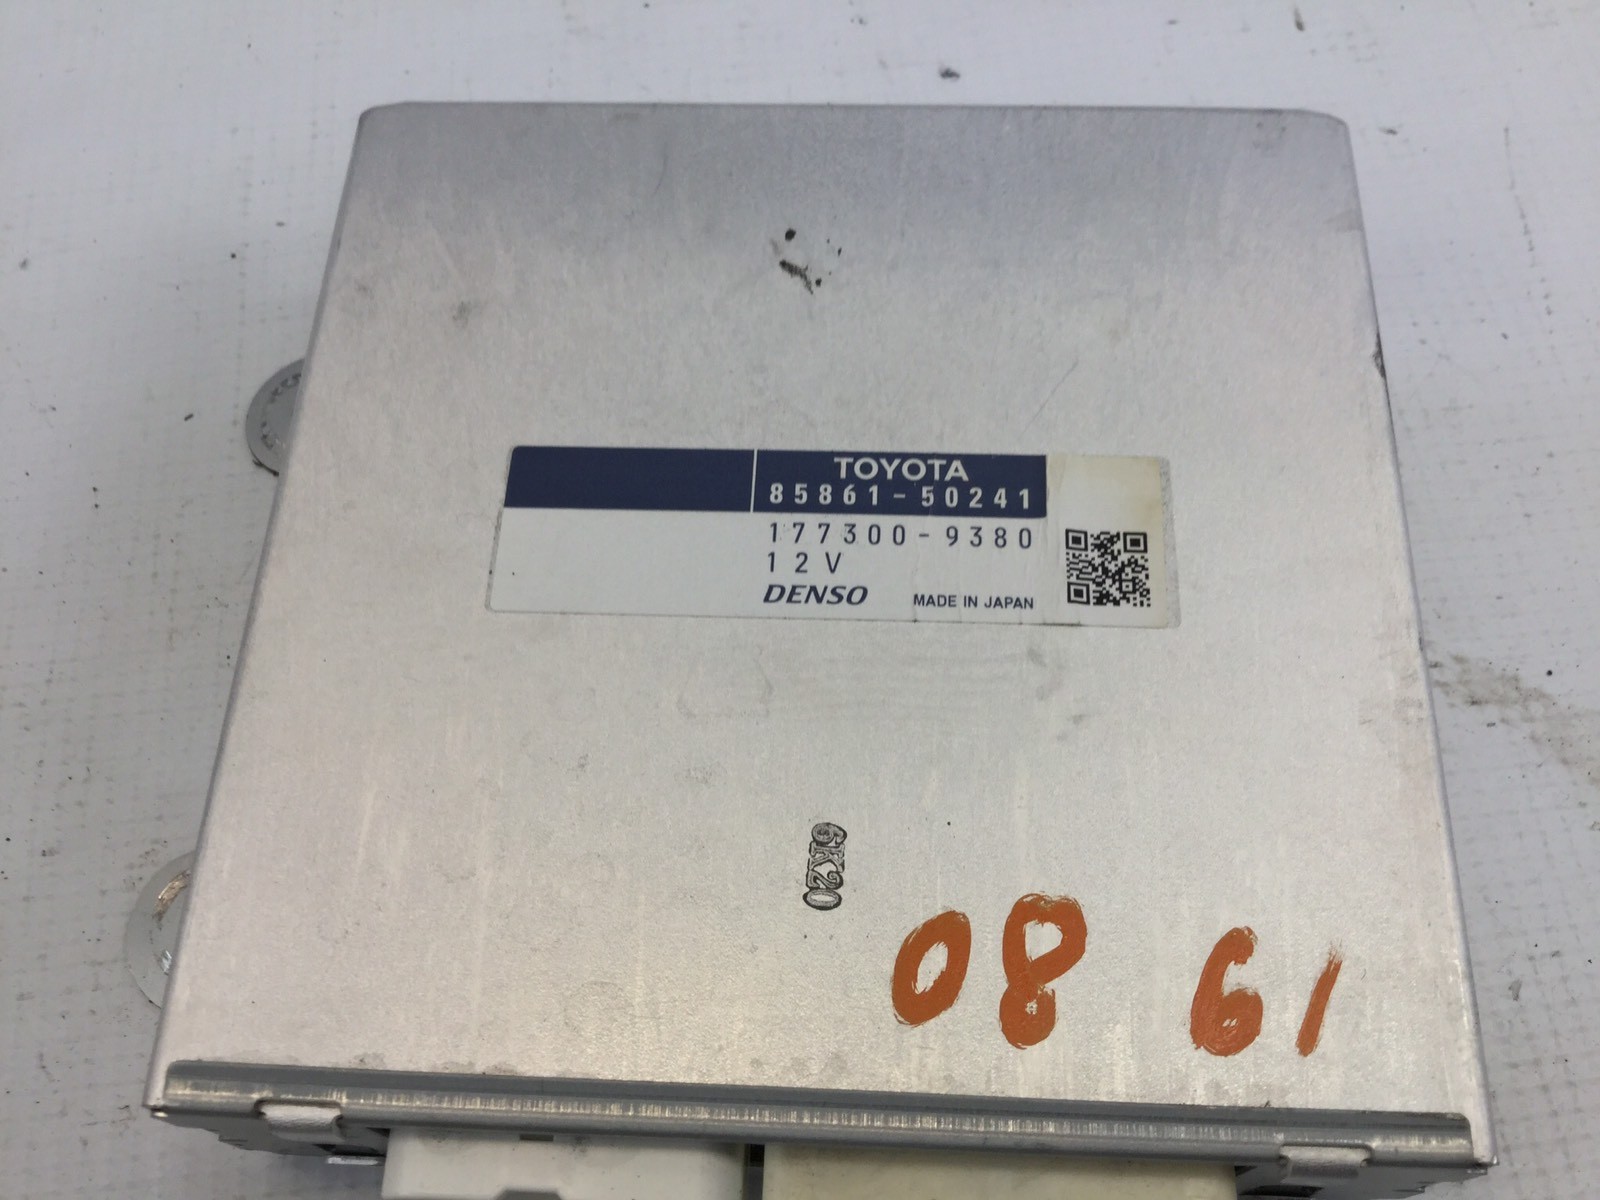 TOYOTA
85861-50241
177300-9380
12V
DENSO MADE IN JAPAN
6K20
08 61